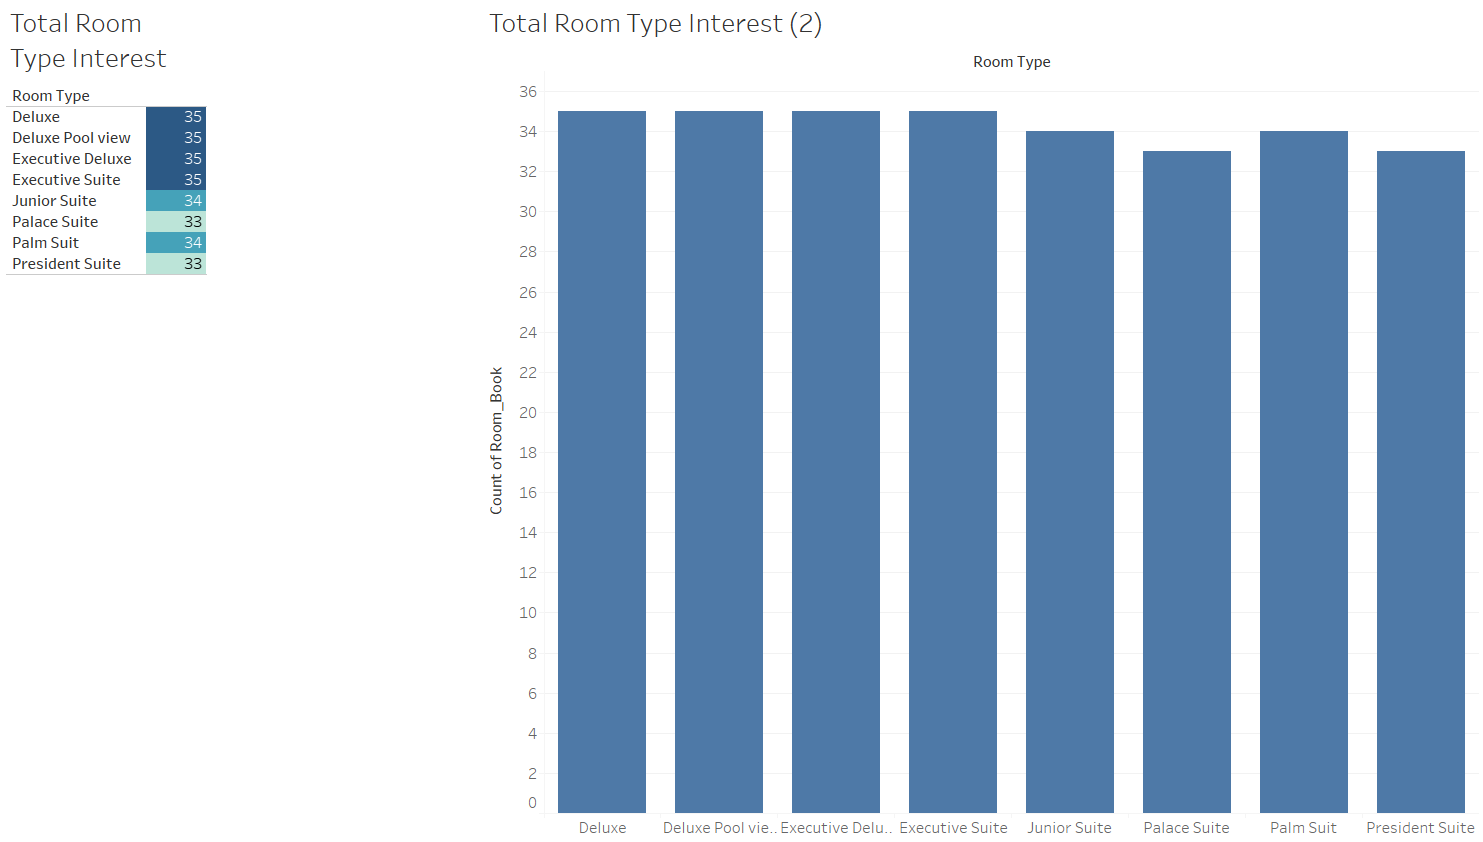 Total Room
Type Interest
Room Type
Deluxe 35
Deluxe Pool view 35
Executive Deluxe 35
Executive Suite 35
Junior Suite 34
Palace Suite 33
Palm Suit 34
President Suite 33
Total Room Type Interest (2)
Room Type
36
34
32
30
28
26
24
22
20
18
16
14
12
10
8
6
4
2
0
Count of Room_Book
Deluxe Deluxe Pool vie.. Executive Delu.. Executive Suite Junior Suite Palace Suite Palm Suit President Suite